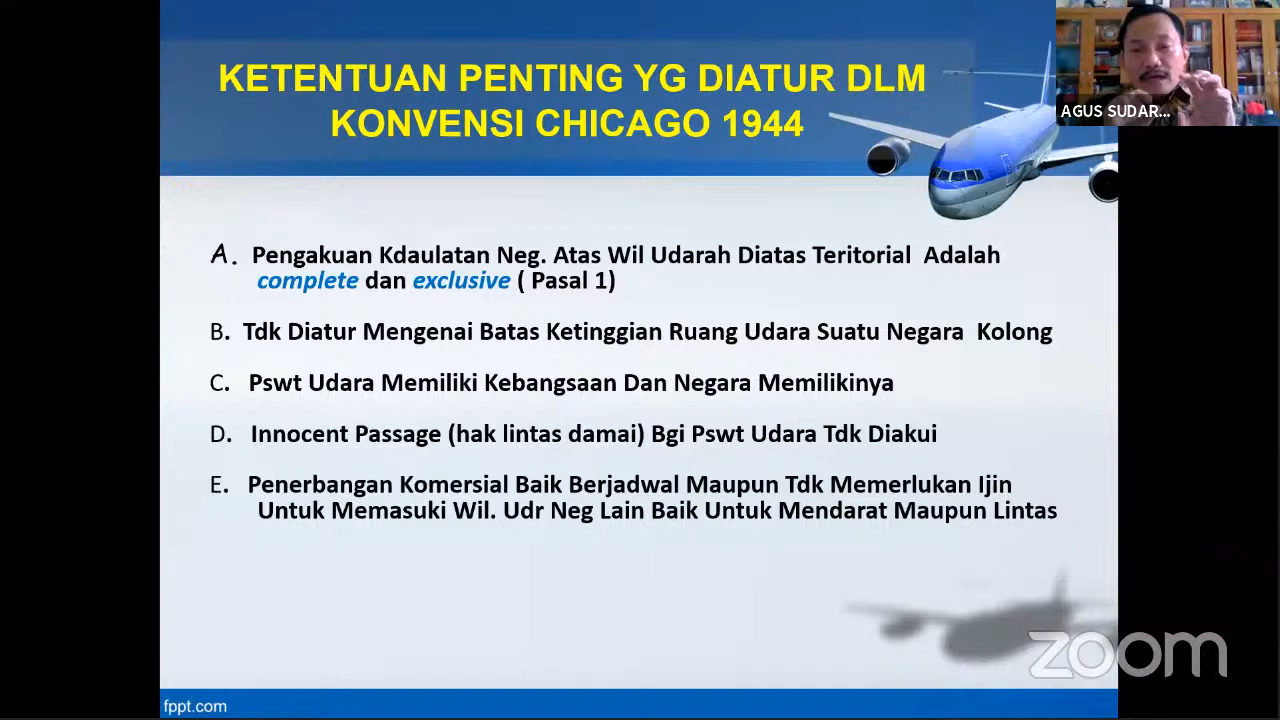 KETENTUAN PENTING YG DIATUR DLM
KONVENSI CHICAGO 1944
AGUS SUDAR...
A. Pengakuan Kdaulatan Neg. Atas Wil Udarah Diatas Teritorial Adalah
complete dan exclusive ( Pasal 1)
B. Tdk Diatur Mengenai Batas Ketinggian Ruang Udara Suatu Negara Kolong
C. Pswt Udara Memiliki Kebangsaan Dan Negara Memilikinya
D. Innocent Passage (hak lintas damai) Bgi Pswt Udara Tdk Diakui
E. Penerbangan Komersial Baik Berjadwal Maupun Tdk Memerlukan Ijin
Untuk Memasuki Wil. Udr Neg Lain Baik Untuk Mendarat Maupun Lintas
zoom
fppt.com